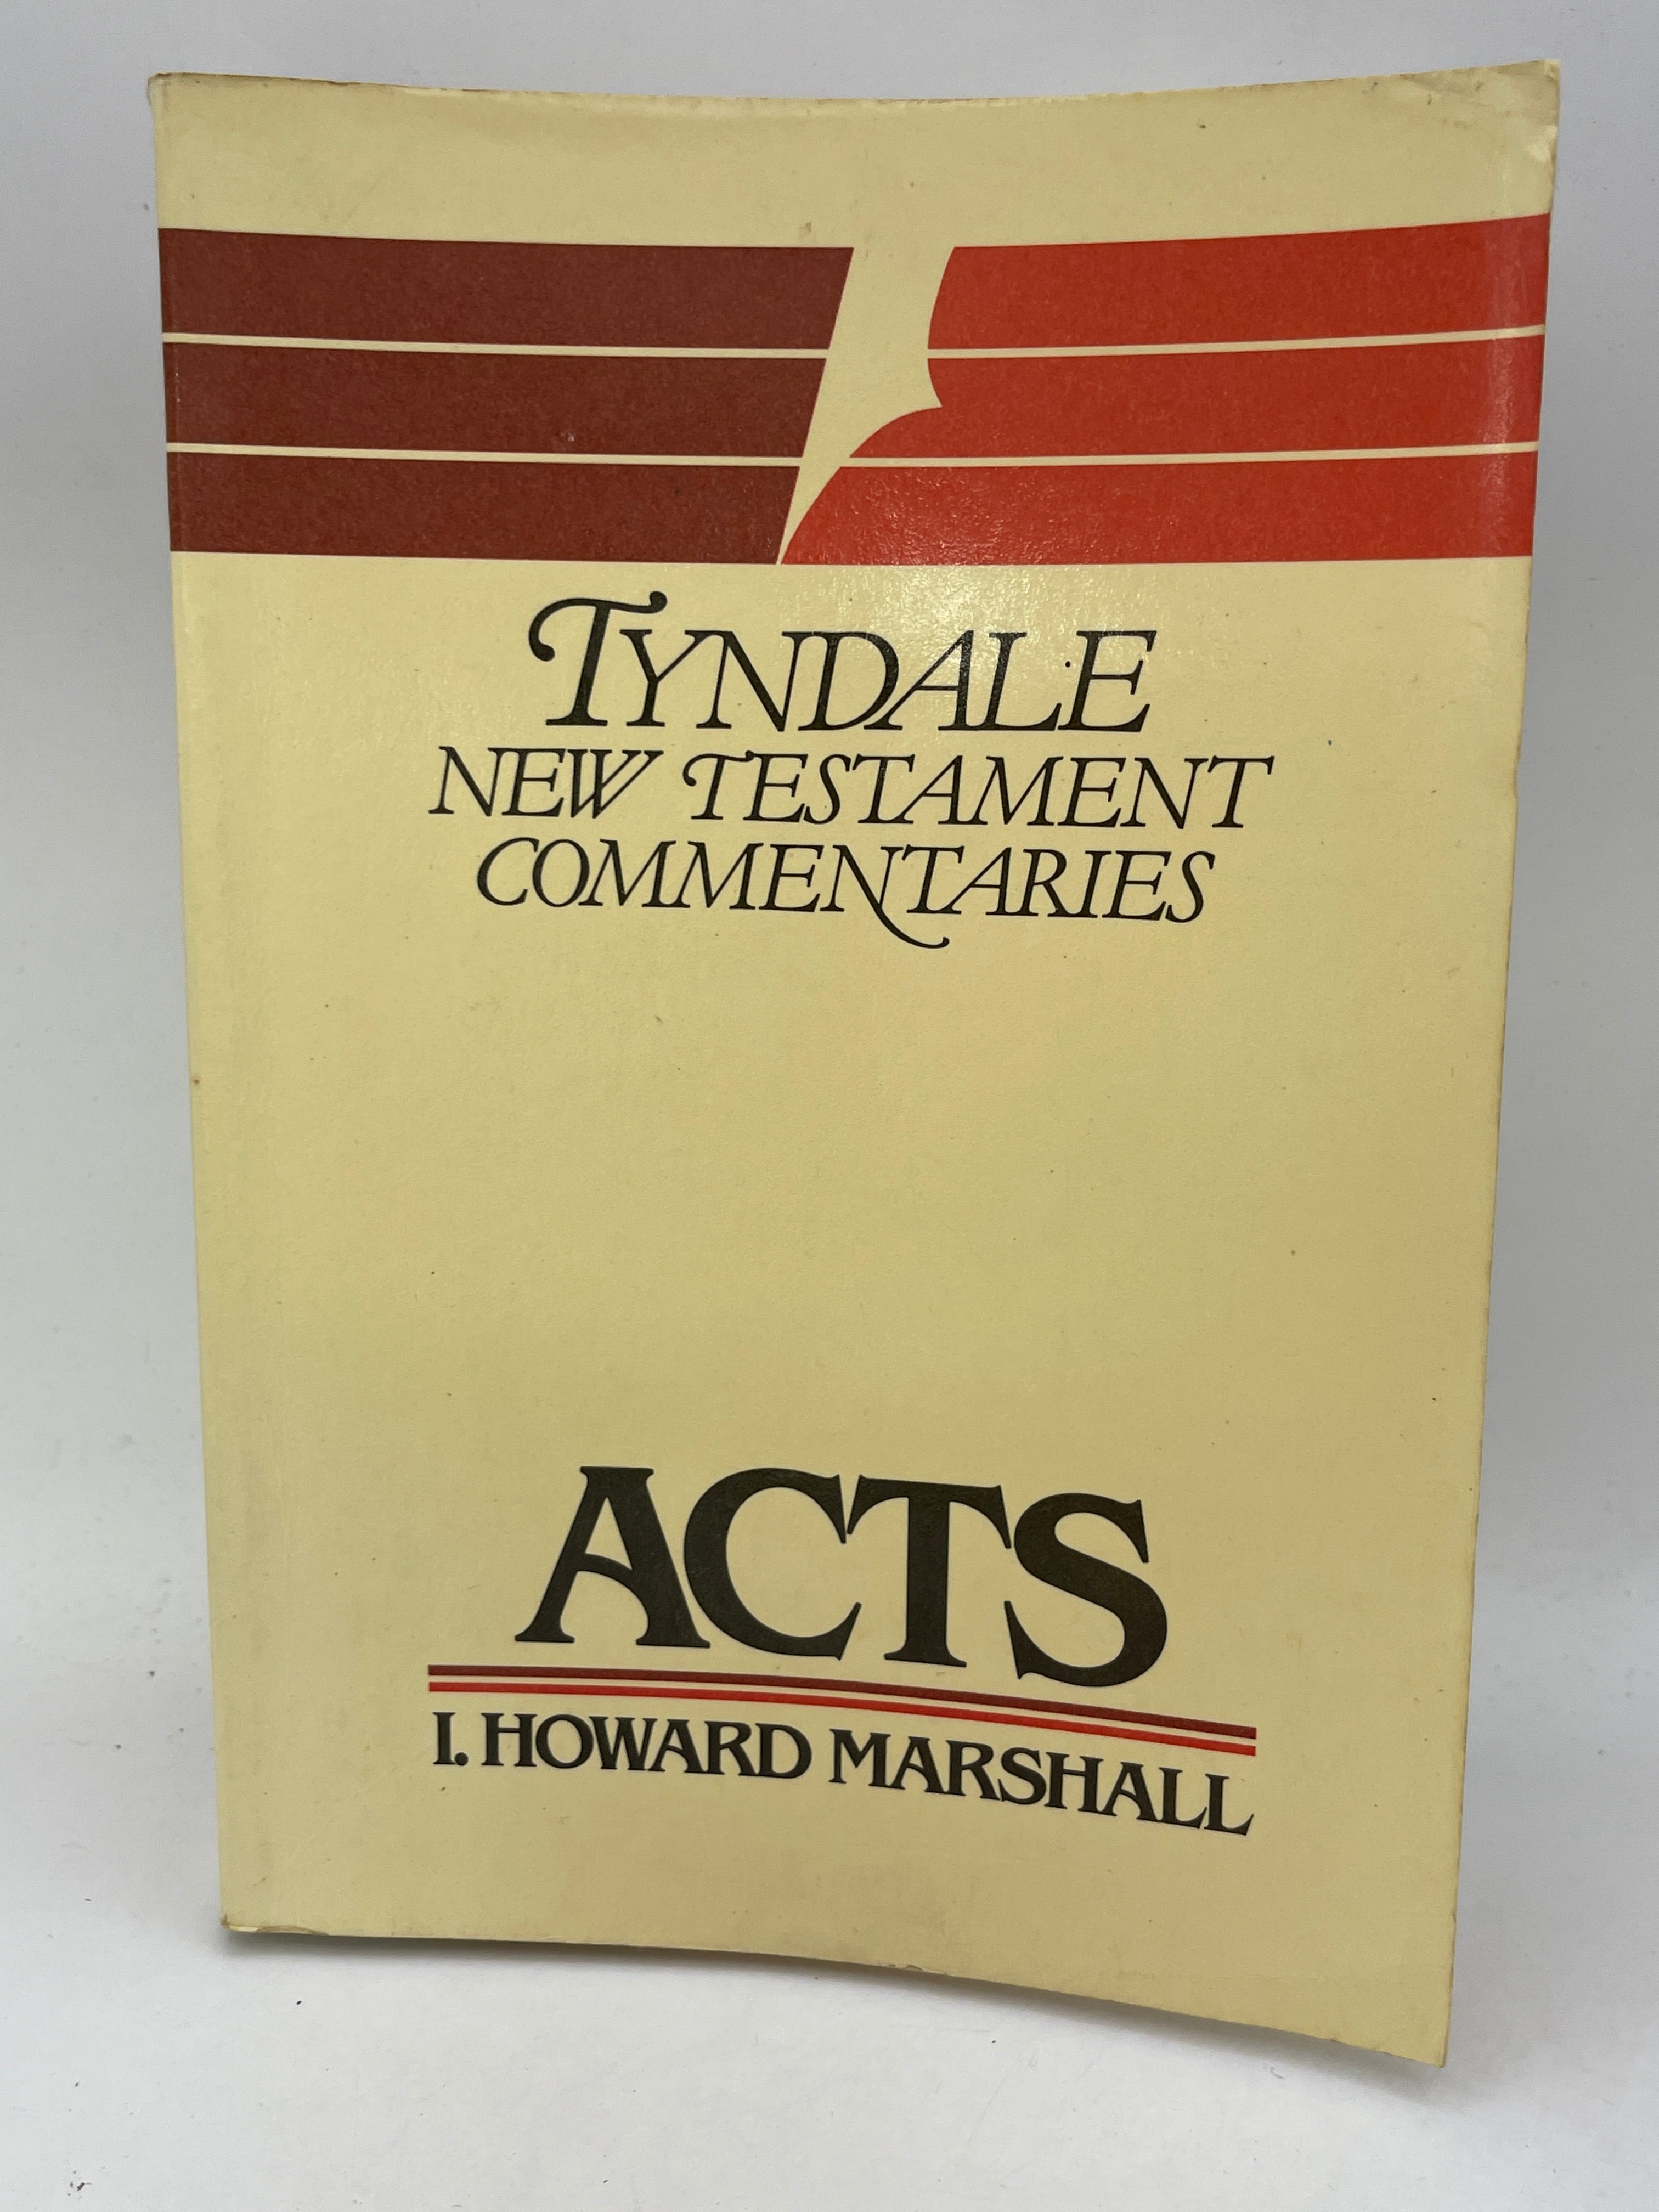 TYNDALE
NEW TESTAMENT
COMMENTARIES
ACTS
I. HOWARD MARSHALL